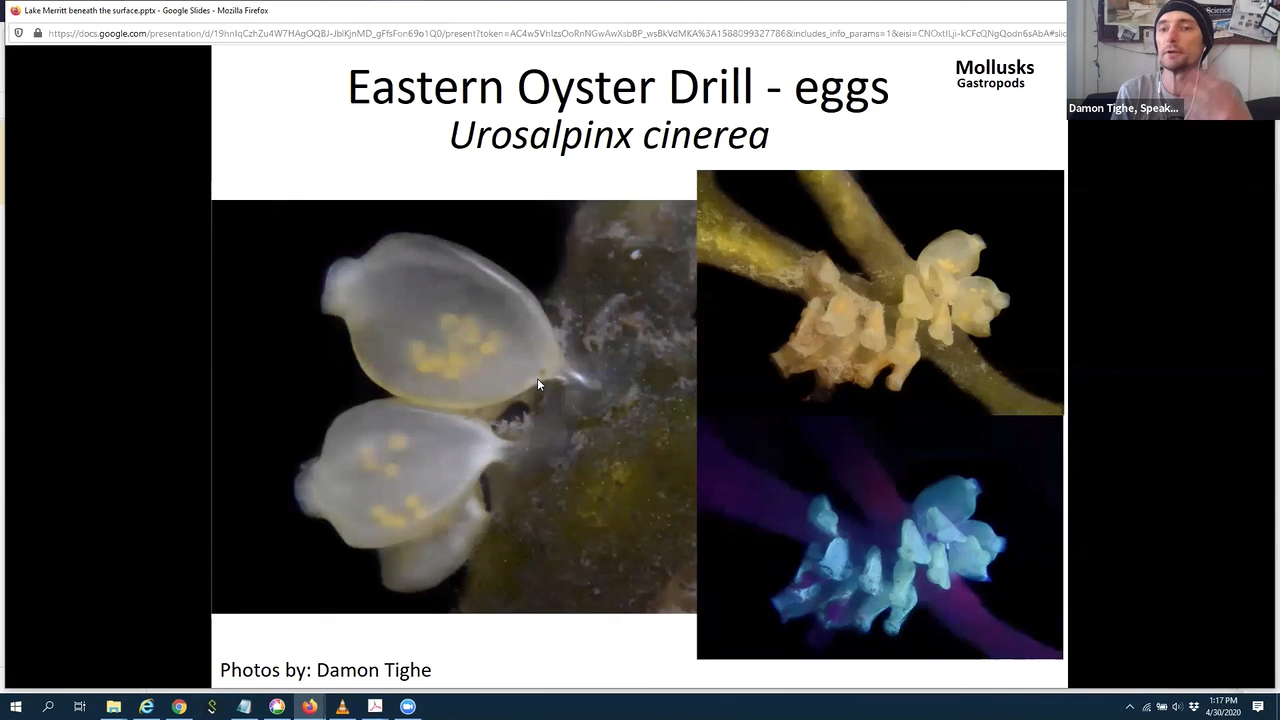 Lake Merritt beneath the surface.pptx - Google Slides - Mozilla Firefox
Eastern Oyster Drill - eggs
Urosalpinx cinerea
Mollusks
Gastropods
Science
Damon Tighe, Speak...
Photos by: Damon Tighe
1:17 PM
4/30/2020